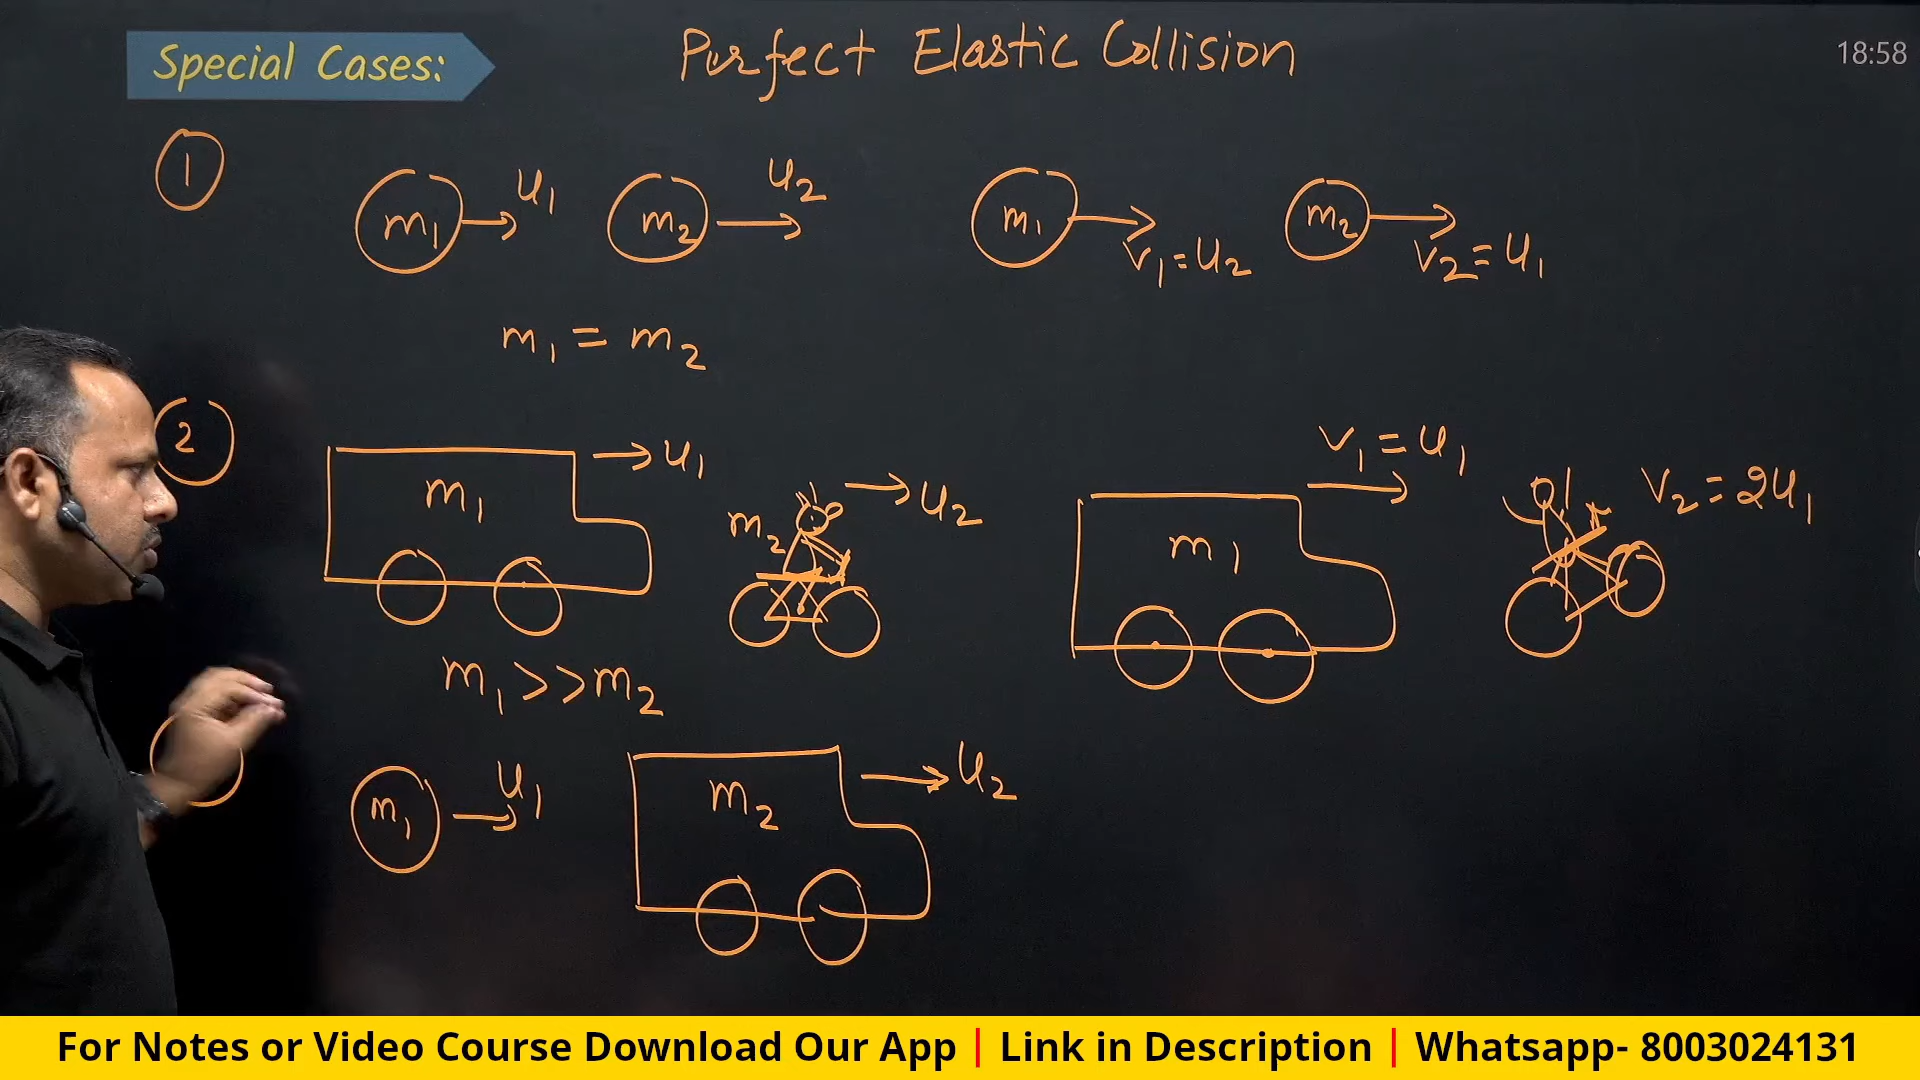 Special Cases:
Perfect Elastic Collision
18:58
1
m₁ → u₁ m₂ → u₂ m₁ → v₁=u₂ m₂ → v₂=u₁
m₁ = m₂
2
m₁ → u₁ m₂ → u₂ m₁ → v₁=u₁ v₂=2u₁
m₁>>m₂
m₁ → u₁ m₂ → u₂
For Notes or Video Course Download Our App | Link in Description | Whatsapp- 8003024131